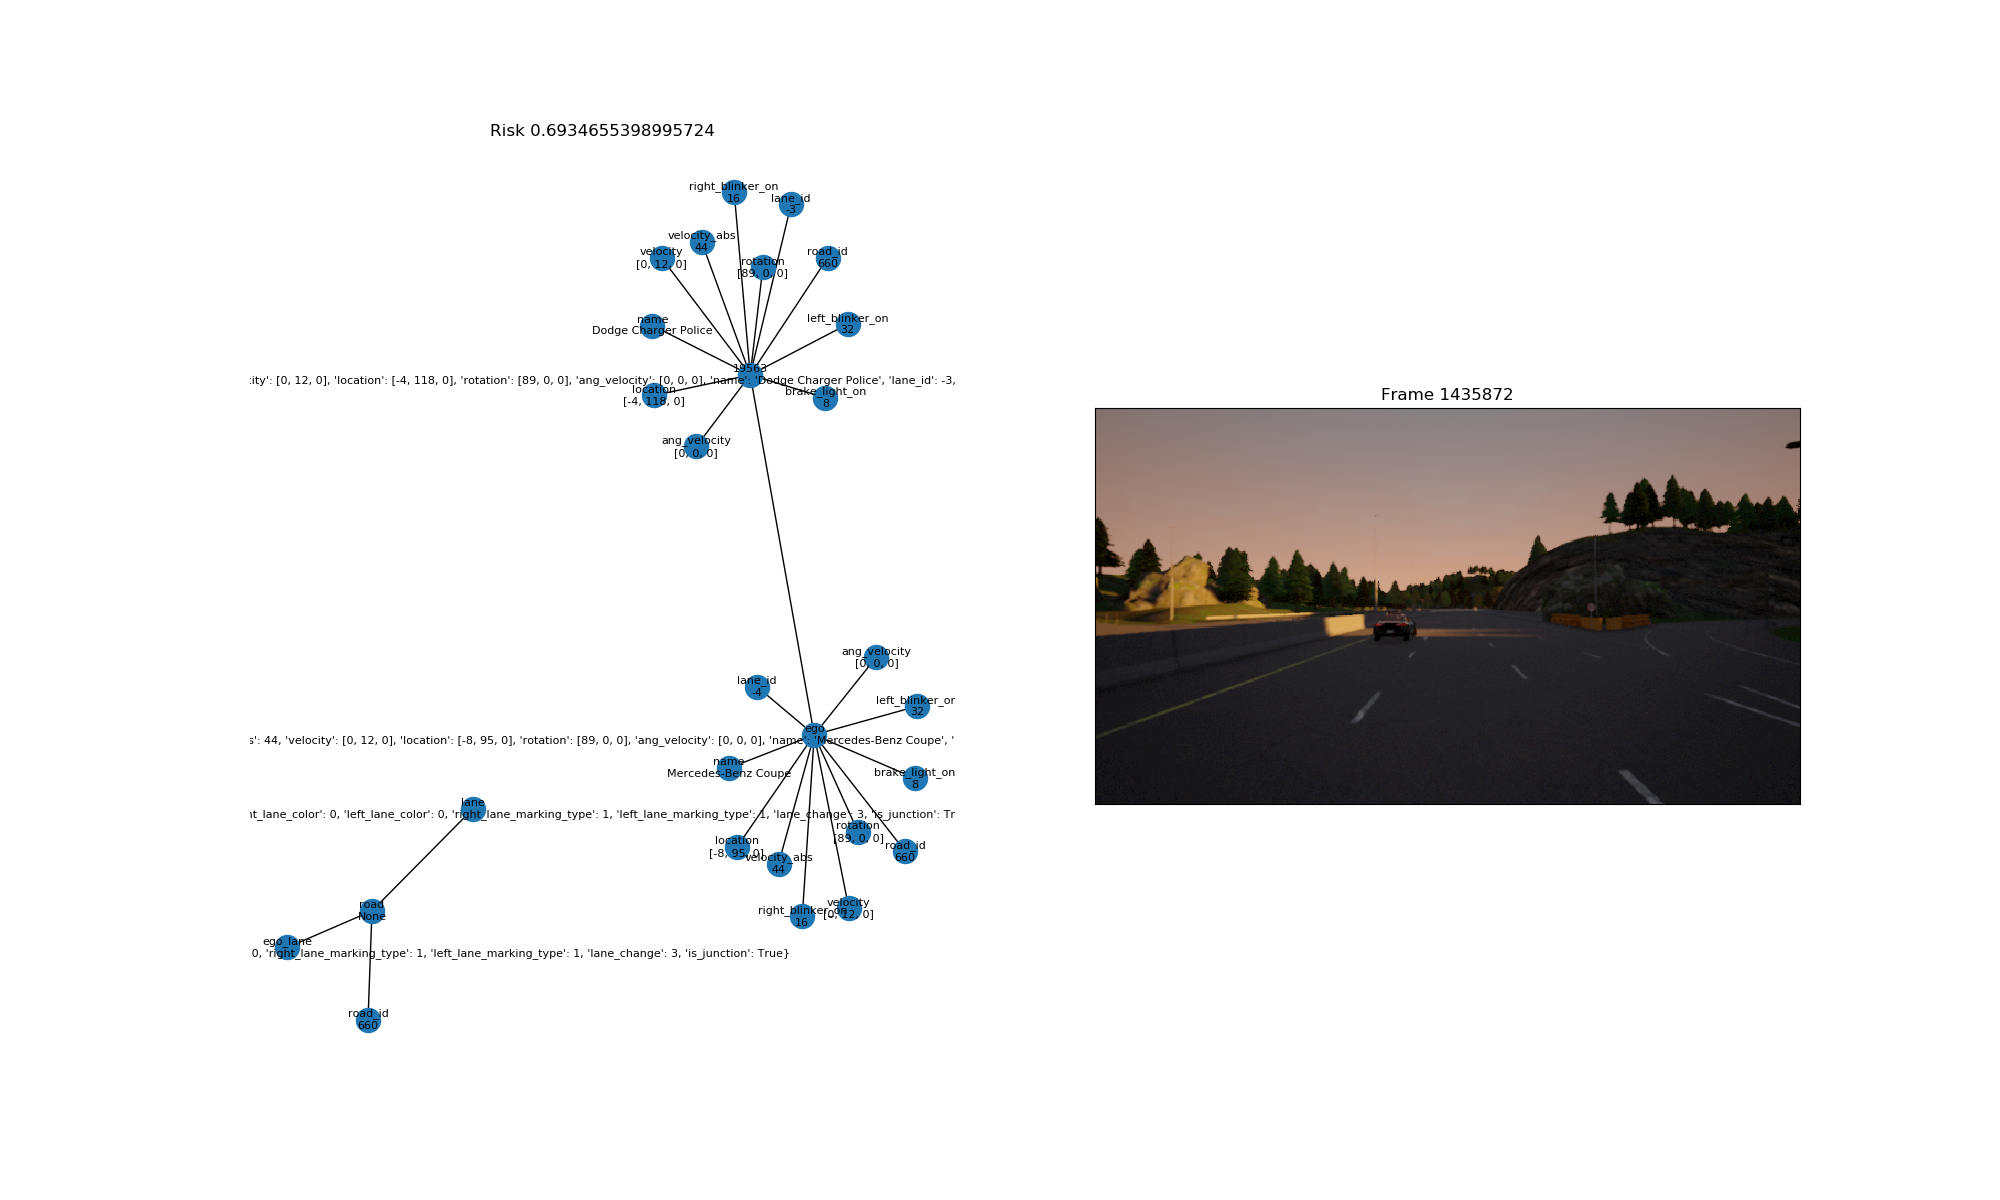 Risk 0.6934655398995724
right_blinker_on
16
lane_id
-3
velocity_abs
44
velocity
[0, 12, 0]
rotation
[89, 0, 0]
road_id
660
name
Dodge Charger Police
left_blinker_on
32
19563
city': [0, 12, 0], 'location': [-4, 118, 0], 'rotation': [89, 0, 0], 'ang_velocity': [0, 0, 0], 'name': 'Dodge Charger Police', 'lane_id': -3,
location
[-4, 118, 0]
brake_light_on
8
ang_velocity
[0, 0, 0]
Frame 1435872
ang_velocity
[0, 0, 0]
lane_id
-4
left_blinker_or
32
ego
s': 44, 'velocity': [0, 12, 0], 'location': [-8, 95, 0], 'rotation': [89, 0, 0], 'ang_velocity': [0, 0, 0], 'name': 'Mercedes-Benz Coupe', '
name
Mercedes-Benz Coupe
brake_light_on
8
lane
nt_lane_color': 0, 'left_lane_color': 0, 'right_lane_marking_type': 1, 'left_lane_marking_type': 1, 'lane_change': 3, 'is_junction': Tr
rotation
[89, 0, 0]
location
[-8, 95, 0]
road_id
660
velocity_abs
44
velocity
[0, 12, 0]
right_blinker_on
16
road
None
ego_lane
0, 'right_lane_marking_type': 1, 'left_lane_marking_type': 1, 'lane_change': 3, 'is_junction': True}
road_id
660